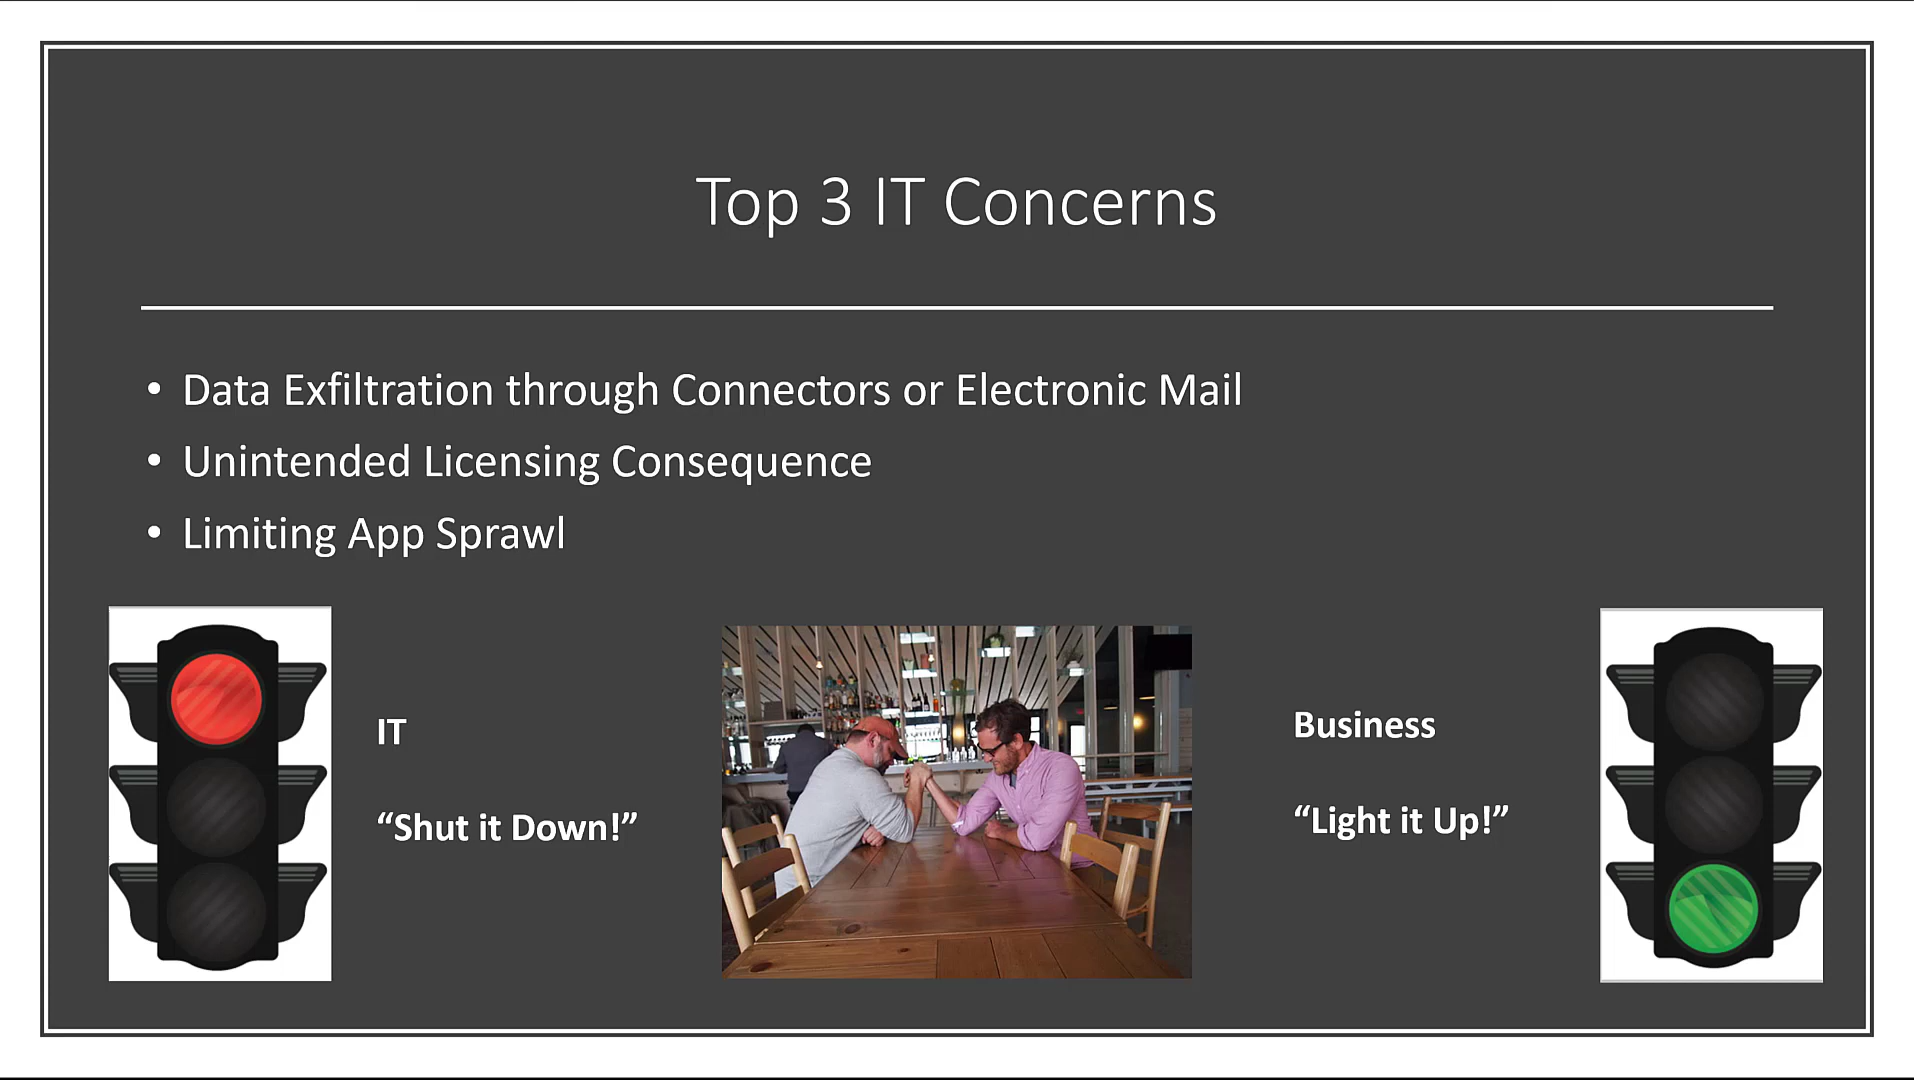 Top 3 IT Concerns
• Data Exfiltration through Connectors or Electronic Mail
• Unintended Licensing Consequence
• Limiting App Sprawl
IT
“Shut it Down!”
Business
“Light it Up!”